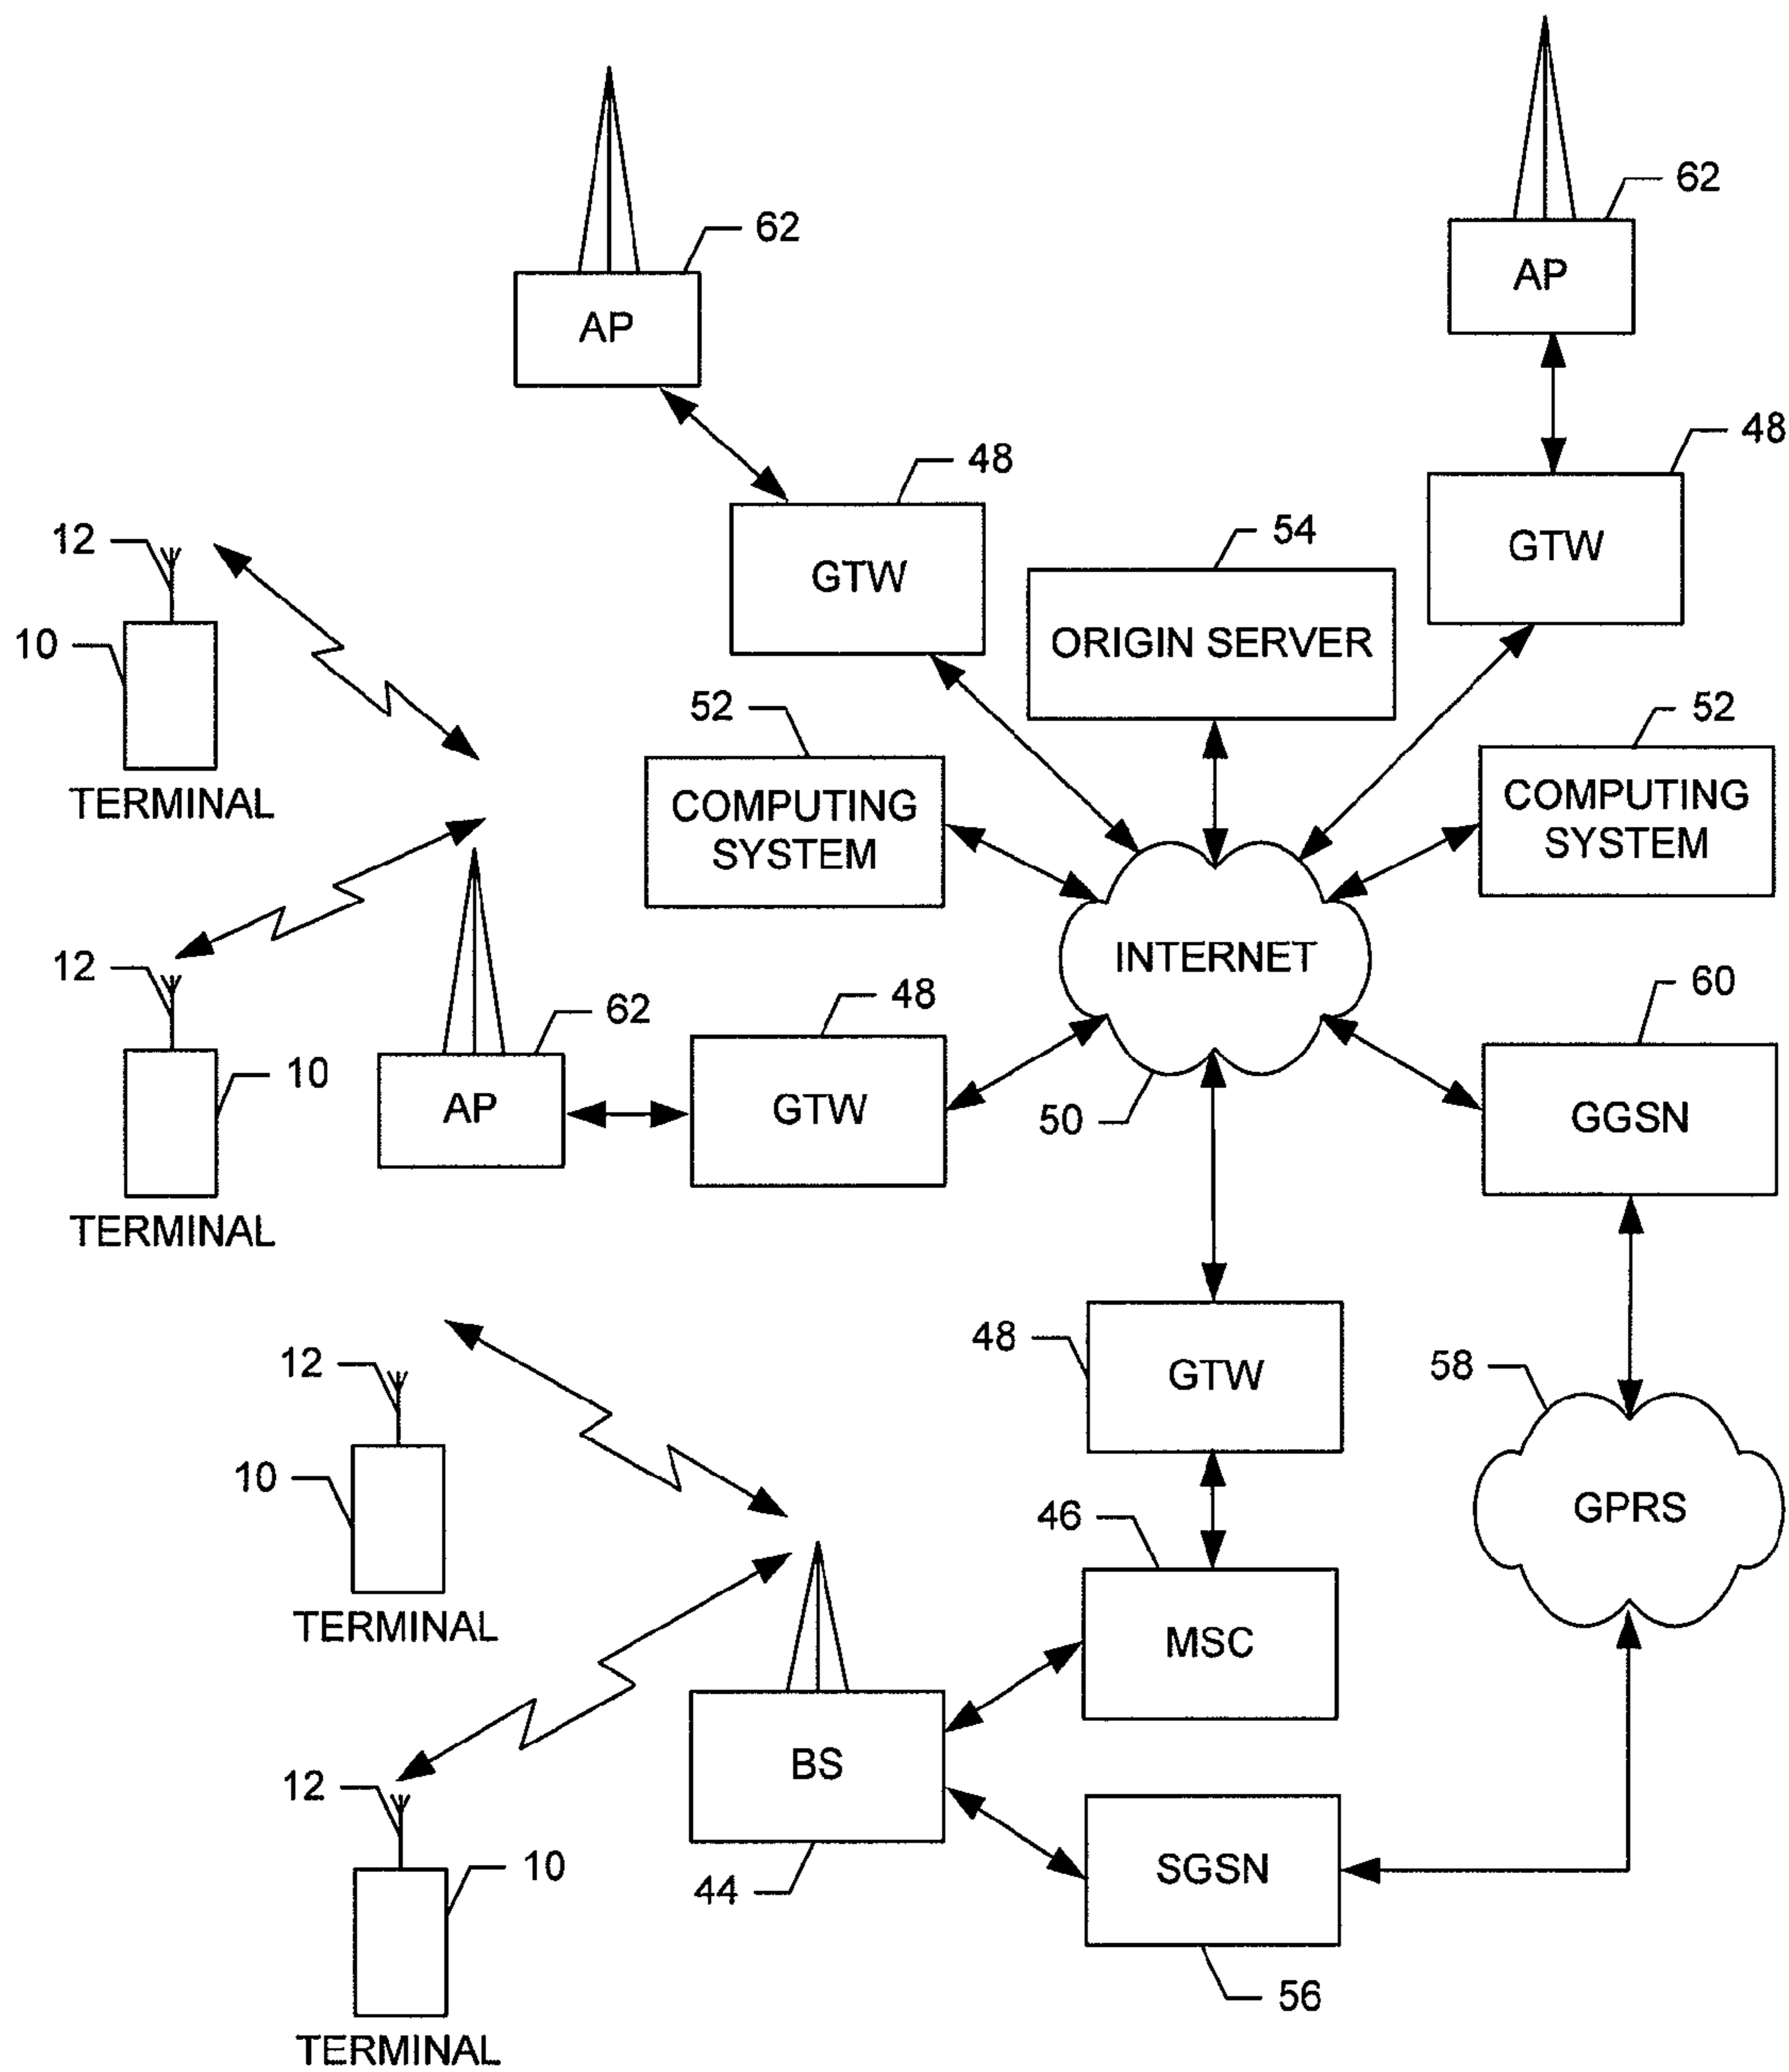 62
AP
62
AP
48
GTW
48
GTW
54
ORIGIN SERVER
12
10
TERMINAL
52
COMPUTING
SYSTEM
52
COMPUTING
SYSTEM
INTERNET
50
12
10
TERMINAL
62
AP
48
GTW
60
GGSN
48
GTW
58
GPRS
12
10
TERMINAL
46
MSC
BS
44
12
10
TERMINAL
SGSN
56